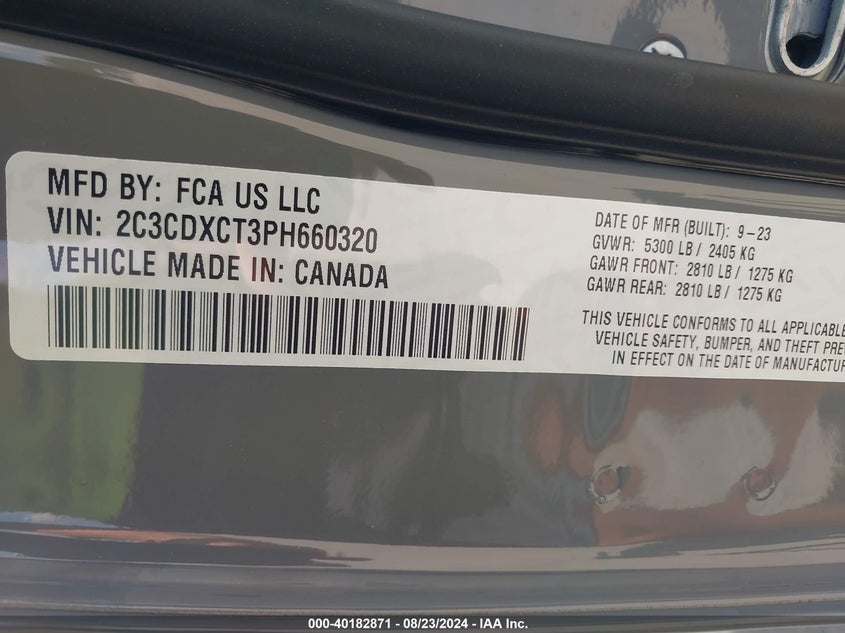 MFD BY: FCA US LLC
VIN: 2C3CDXCT3PH660320
VEHICLE MADE IN: CANADA
DATE OF MFR (BUILT): 9-23
GVWR: 5300 LB / 2405 KG
GAWR FRONT: 2810 LB / 1275 KG
GAWR REAR: 2810 LB / 1275 KG
THIS VEHICLE CONFORMS TO ALL APPLICABLE
VEHICLE SAFETY, BUMPER, AND THEFT PRE
IN EFFECT ON THE DATE OF MANUFACTUR
000-40182871 - 08/23/2024 - IAA Inc.